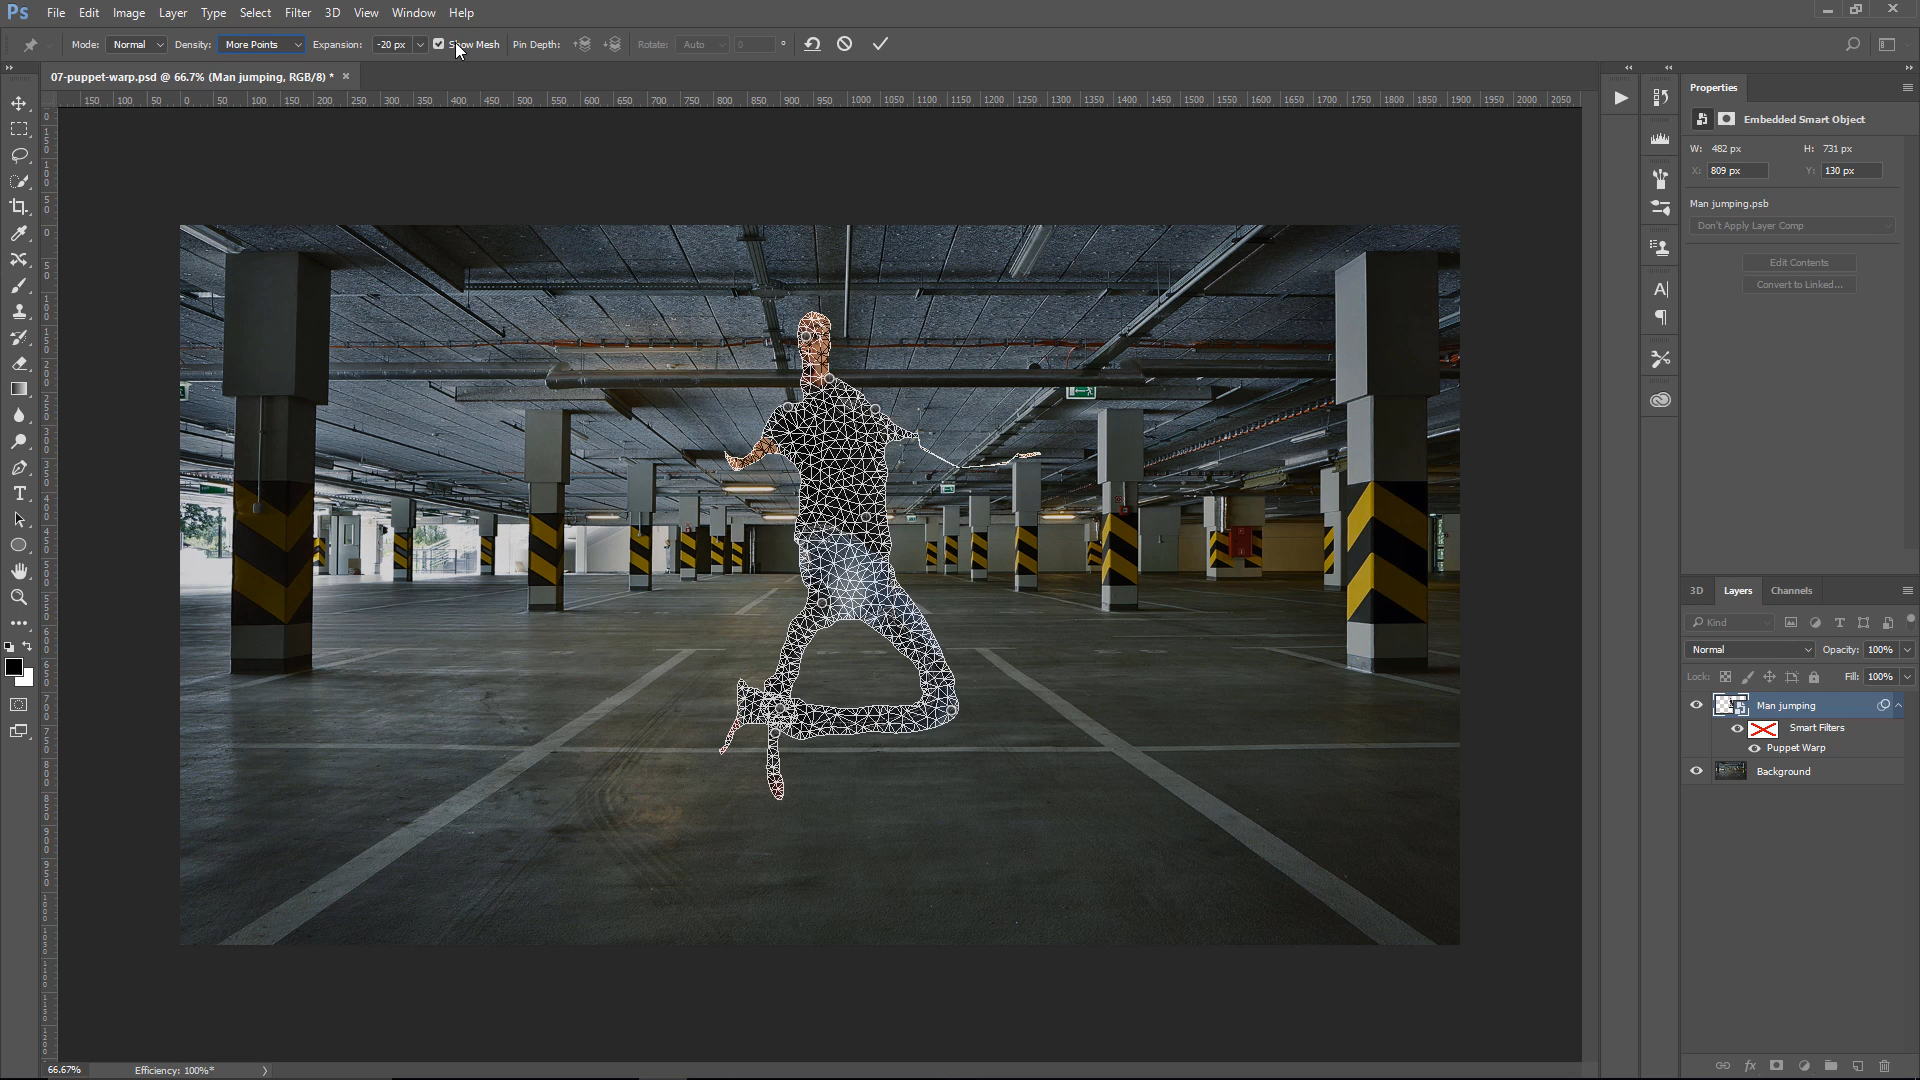 Ps File Edit Image Layer Type Select Filter 3D View Window Help
Mode: Normal Density: More Points Expansion: -20 px Show Mesh Pin Depth: Rotate: Auto 0 °
07-puppet-warp.psd @ 66.7% (Man jumping, RGB/8) * ×
150 100 50 0 50 100 150 200 250 300 350 400 450 500 550 600 650 700 750 800 850 900 950 1000 1050 1100 1150 1200 1250 1300 1350 1400 1450 1500 1550 1600 1650 1700 1750 1800 1850 1900 1950 2000 2050
Properties
Embedded Smart Object
W: 482 px H: 731 px
X: 809 px Y: 130 px
Man jumping.psb
Don't Apply Layer Comp
Edit Contents
Convert to Linked...
3D Layers Channels
Kind
Normal Opacity: 100%
Lock: Fill: 100%
Man jumping
Smart Filters
Puppet Warp
Background
66.67% Efficiency: 100%*